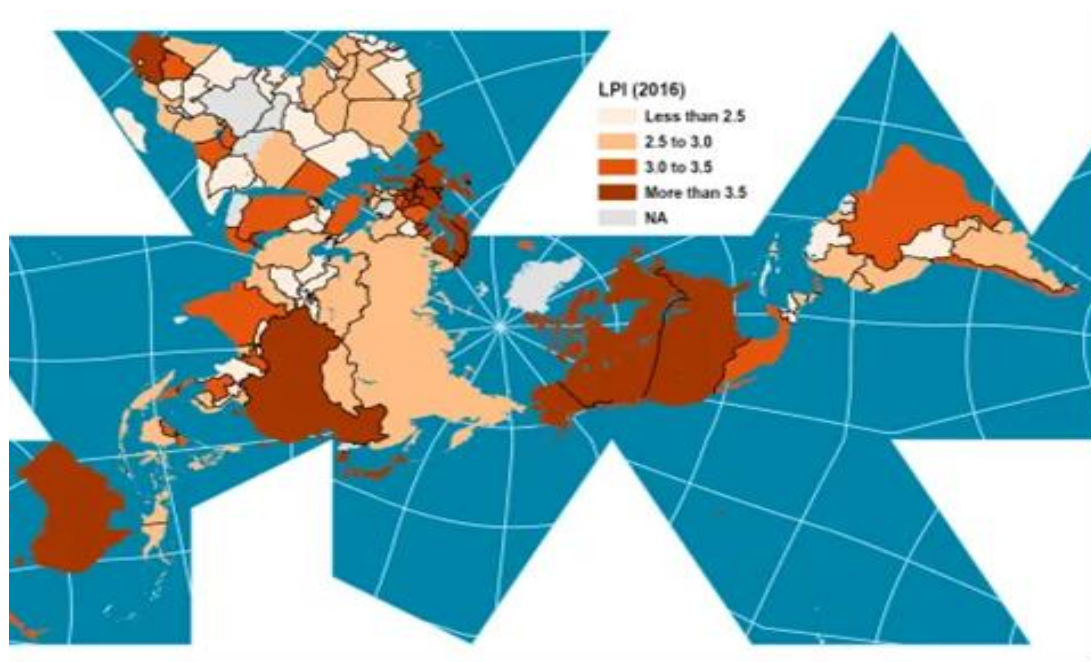 LPI (2016)
Less than 2.5
2.5 to 3.0
3.0 to 3.5
More than 3.5
NA